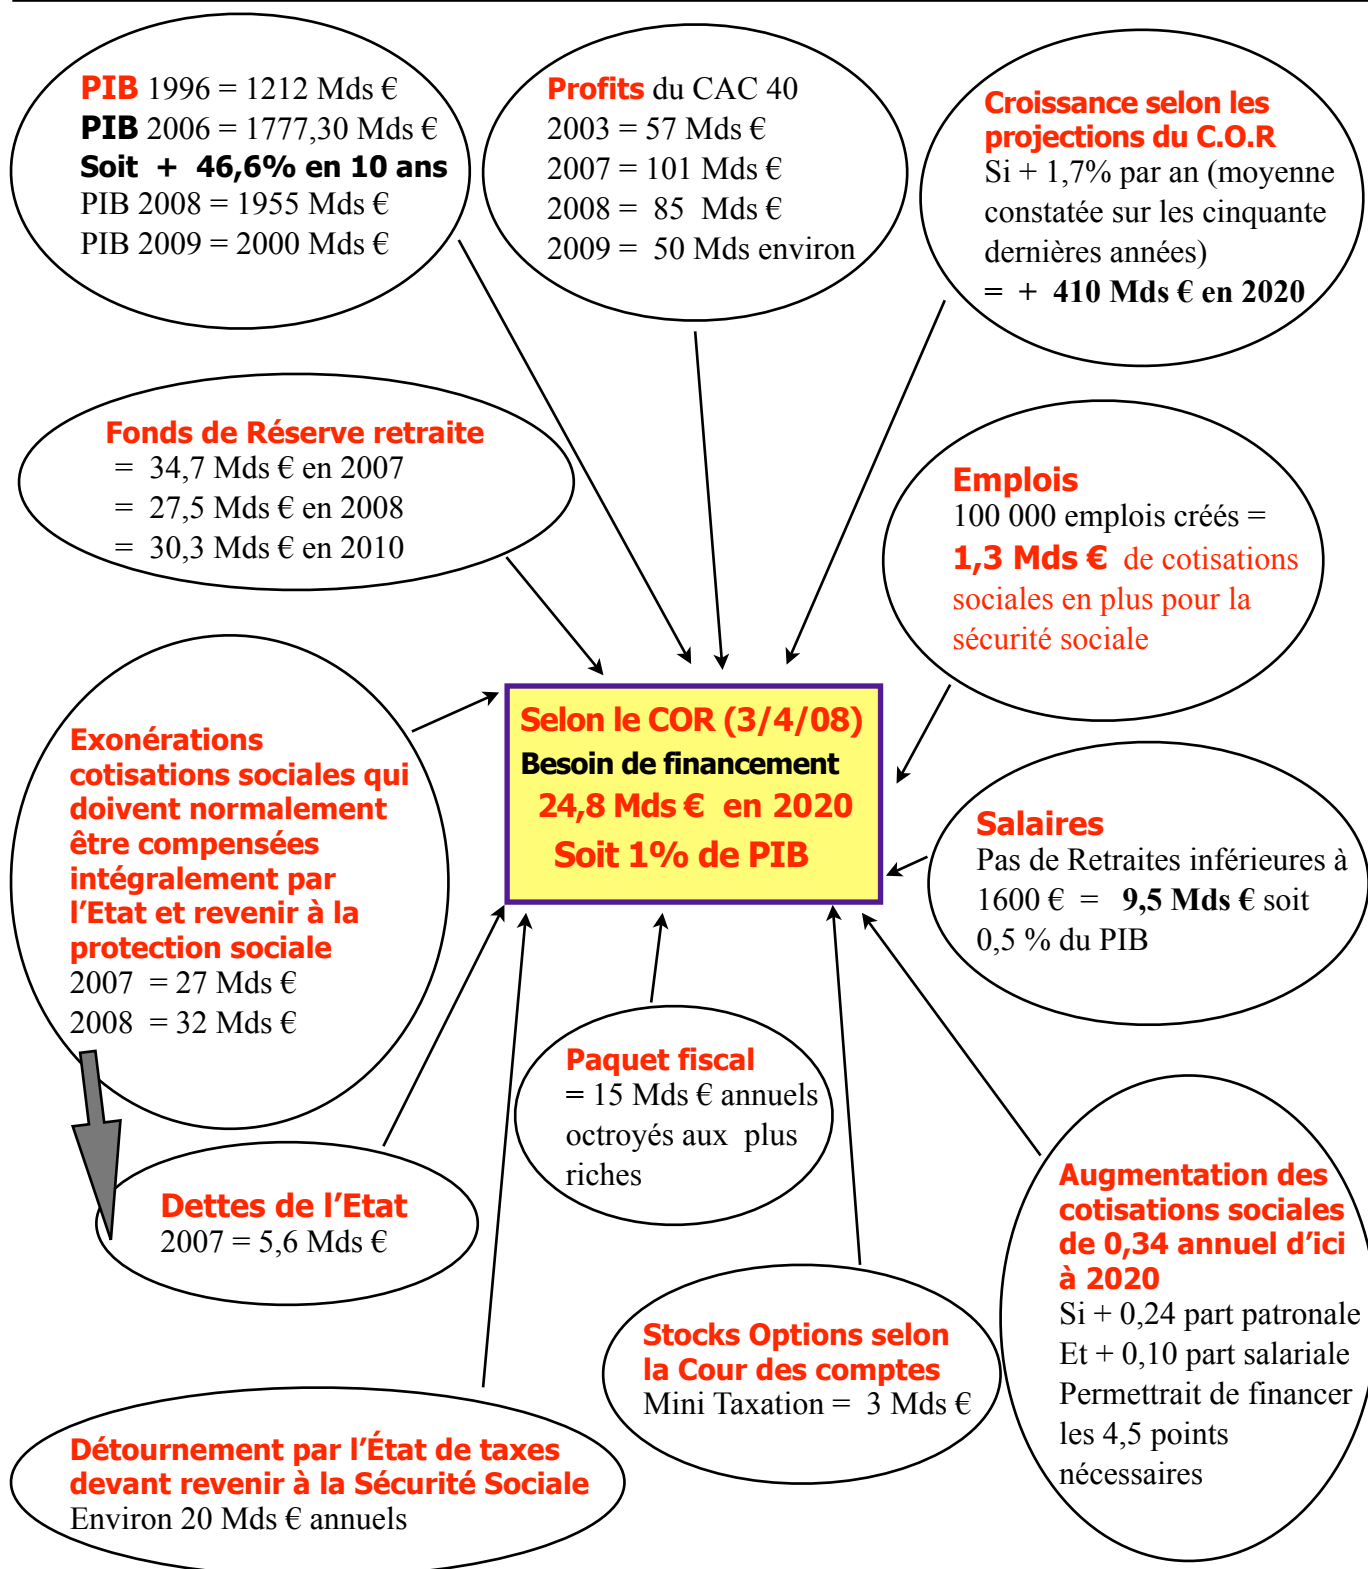 PIB 1996 = 1212 Mds €
PIB 2006 = 1777,30 Mds €
Soit + 46,6% en 10 ans
PIB 2008 = 1955 Mds €
PIB 2009 = 2000 Mds €
Profits du CAC 40
2003 = 57 Mds €
2007 = 101 Mds €
2008 = 85 Mds €
2009 = 50 Mds environ
Croissance selon les
projections du C.O.R
Si + 1,7% par an (moyenne
constatée sur les cinquante
dernières années)
= + 410 Mds € en 2020
Fonds de Réserve retraite
= 34,7 Mds € en 2007
= 27,5 Mds € en 2008
= 30,3 Mds € en 2010
Emplois
100 000 emplois créés =
1,3 Mds € de cotisations
sociales en plus pour la
sécurité sociale
Selon le COR (3/4/08)
Besoin de financement
24,8 Mds € en 2020
Soit 1% de PIB
Exonérations
cotisations sociales qui
doivent normalement
être compensées
intégralement par
l’Etat et revenir à la
protection sociale
2007 = 27 Mds €
2008 = 32 Mds €
Salaires
Pas de Retraites inférieures à
1600 € = 9,5 Mds € soit
0,5 % du PIB
Paquet fiscal
= 15 Mds € annuels
octroyés aux plus
riches
Dettes de l’Etat
2007 = 5,6 Mds €
Augmentation des
cotisations sociales
de 0,34 annuel d’ici
à 2020
Si + 0,24 part patronale
Et + 0,10 part salariale
Permettrait de financer
les 4,5 points
nécessaires
Stocks Options selon
la Cour des comptes
Mini Taxation = 3 Mds €
Détournement par l’État de taxes
devant revenir à la Sécurité Sociale
Environ 20 Mds € annuels